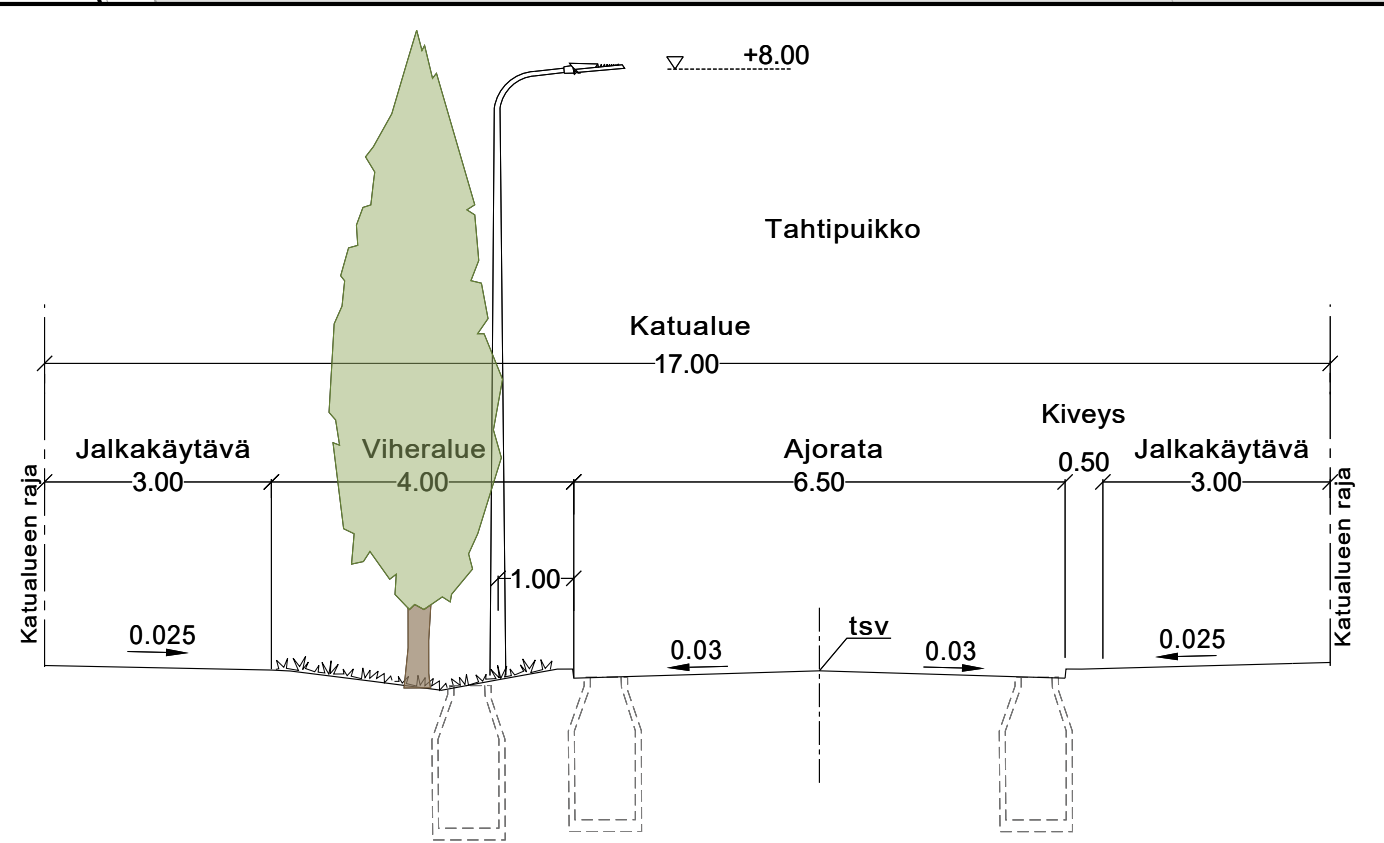 +8.00
Tahtipuikko
Katualue
17.00
Kiveys
Jalkakäytävä
3.00
Viheralue
4.00
Ajorata
6.50
0.50
Jalkakäytävä
3.00
Katualueen raja
Katualueen raja
1.00
0.025
0.03
tsv
0.03
0.025